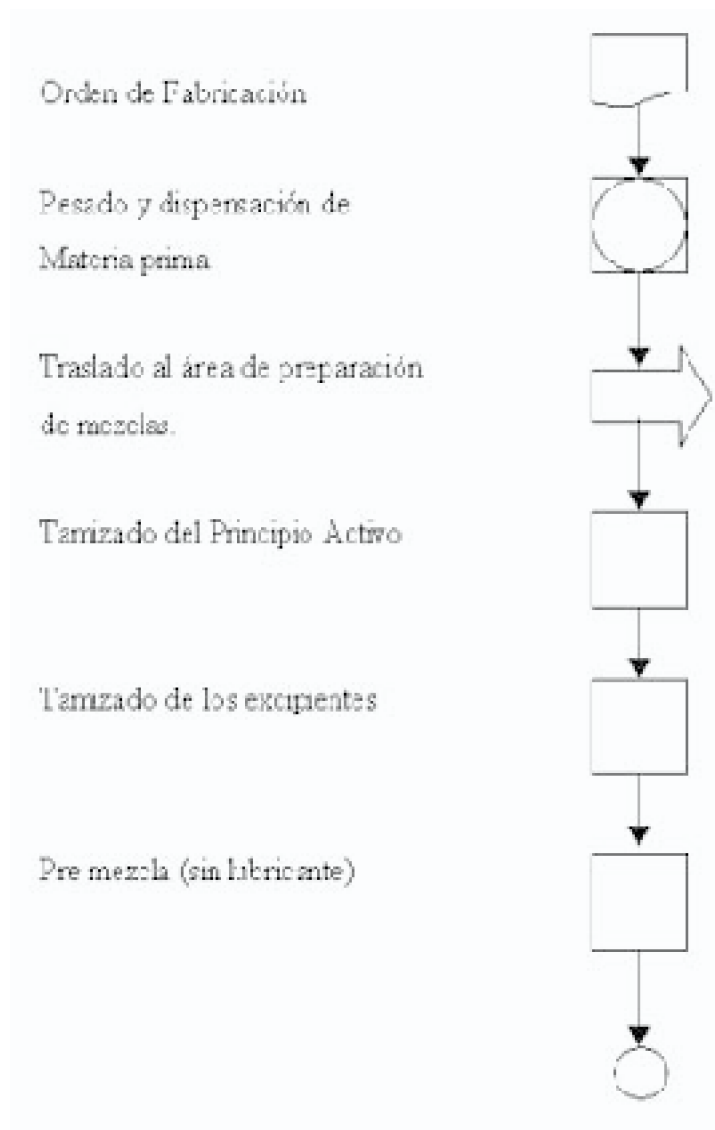 Orden de Fabricación
Pesado y dispensación de
Materia prima
Traslado al área de preparación
de mezclas.
Tamizado del Principio Activo
Tamizado de los excipientes
Pre mezcla (sin lubricante)